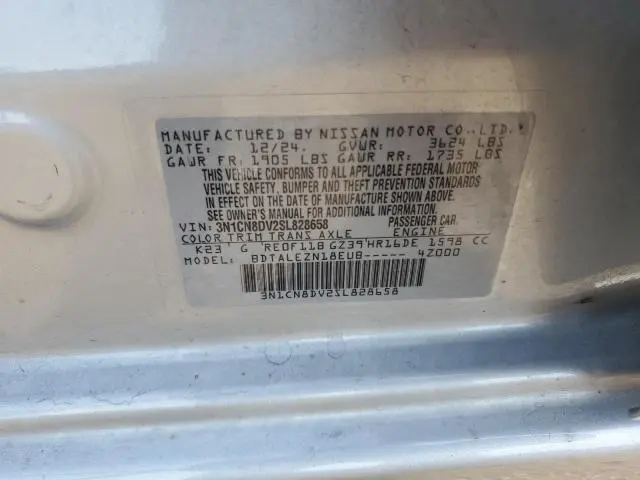 MANUFACTURED BY NISSAN MOTOR CO.,LTD.
DATE: 12/24. GVWR: 3624 LBS
GAWR FR: 1905 LBS GAWR RR: 1735 LBS
THIS VEHICLE CONFORMS TO ALL APPLICABLE FEDERAL MOTOR
VEHICLE SAFETY, BUMPER AND THEFT PREVENTION STANDARDS
IN EFFECT ON THE DATE OF MANUFACTURE SHOWN ABOVE.
SEE OWNER'S MANUAL FOR ADDITIONAL INFORMATION
VIN: 3N1CN8DV2SL828658 PASSENGER CAR
COLOR TRIM TRANS AXLE ENGINE
K23 G RE0F11B GZ39 HR16DE 1598 CC
BDTALEZN18EUB----- 4Z000
3N1CN8DV2SL828658